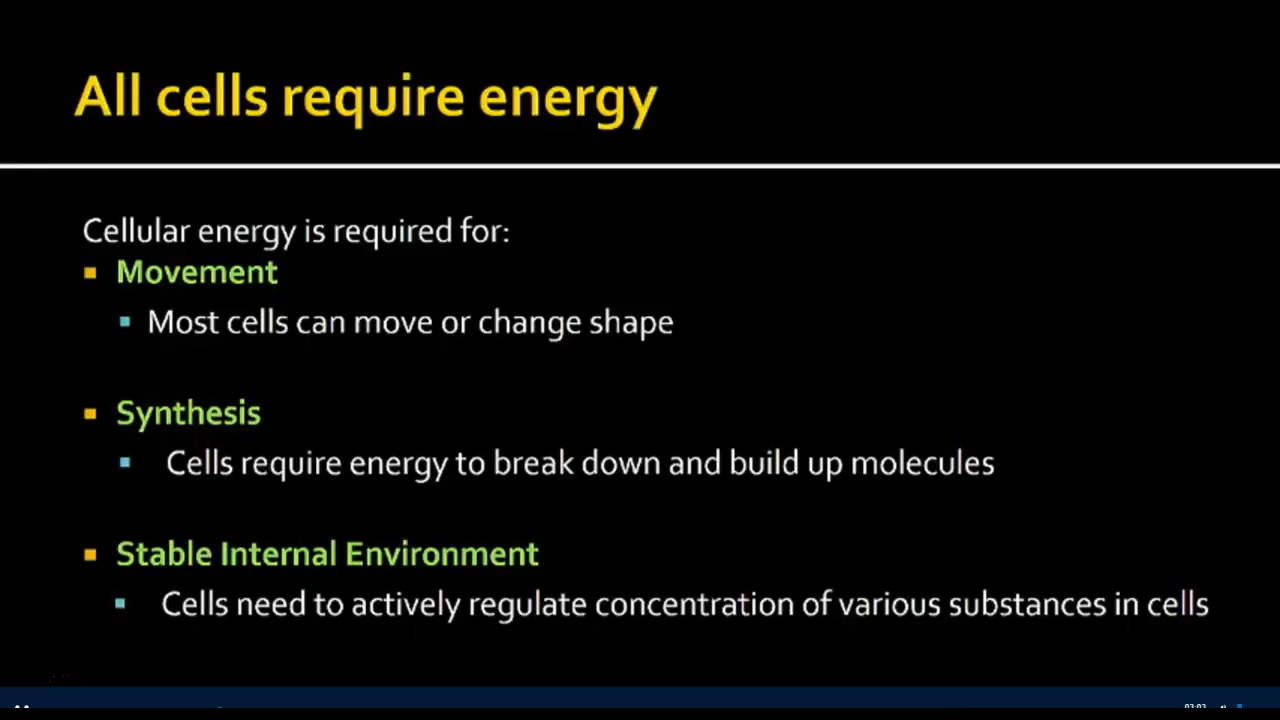 All cells require energy
Cellular energy is required for:
Movement
Most cells can move or change shape
Synthesis
Cells require energy to break down and build up molecules
Stable Internal Environment
Cells need to actively regulate concentration of various substances in cells